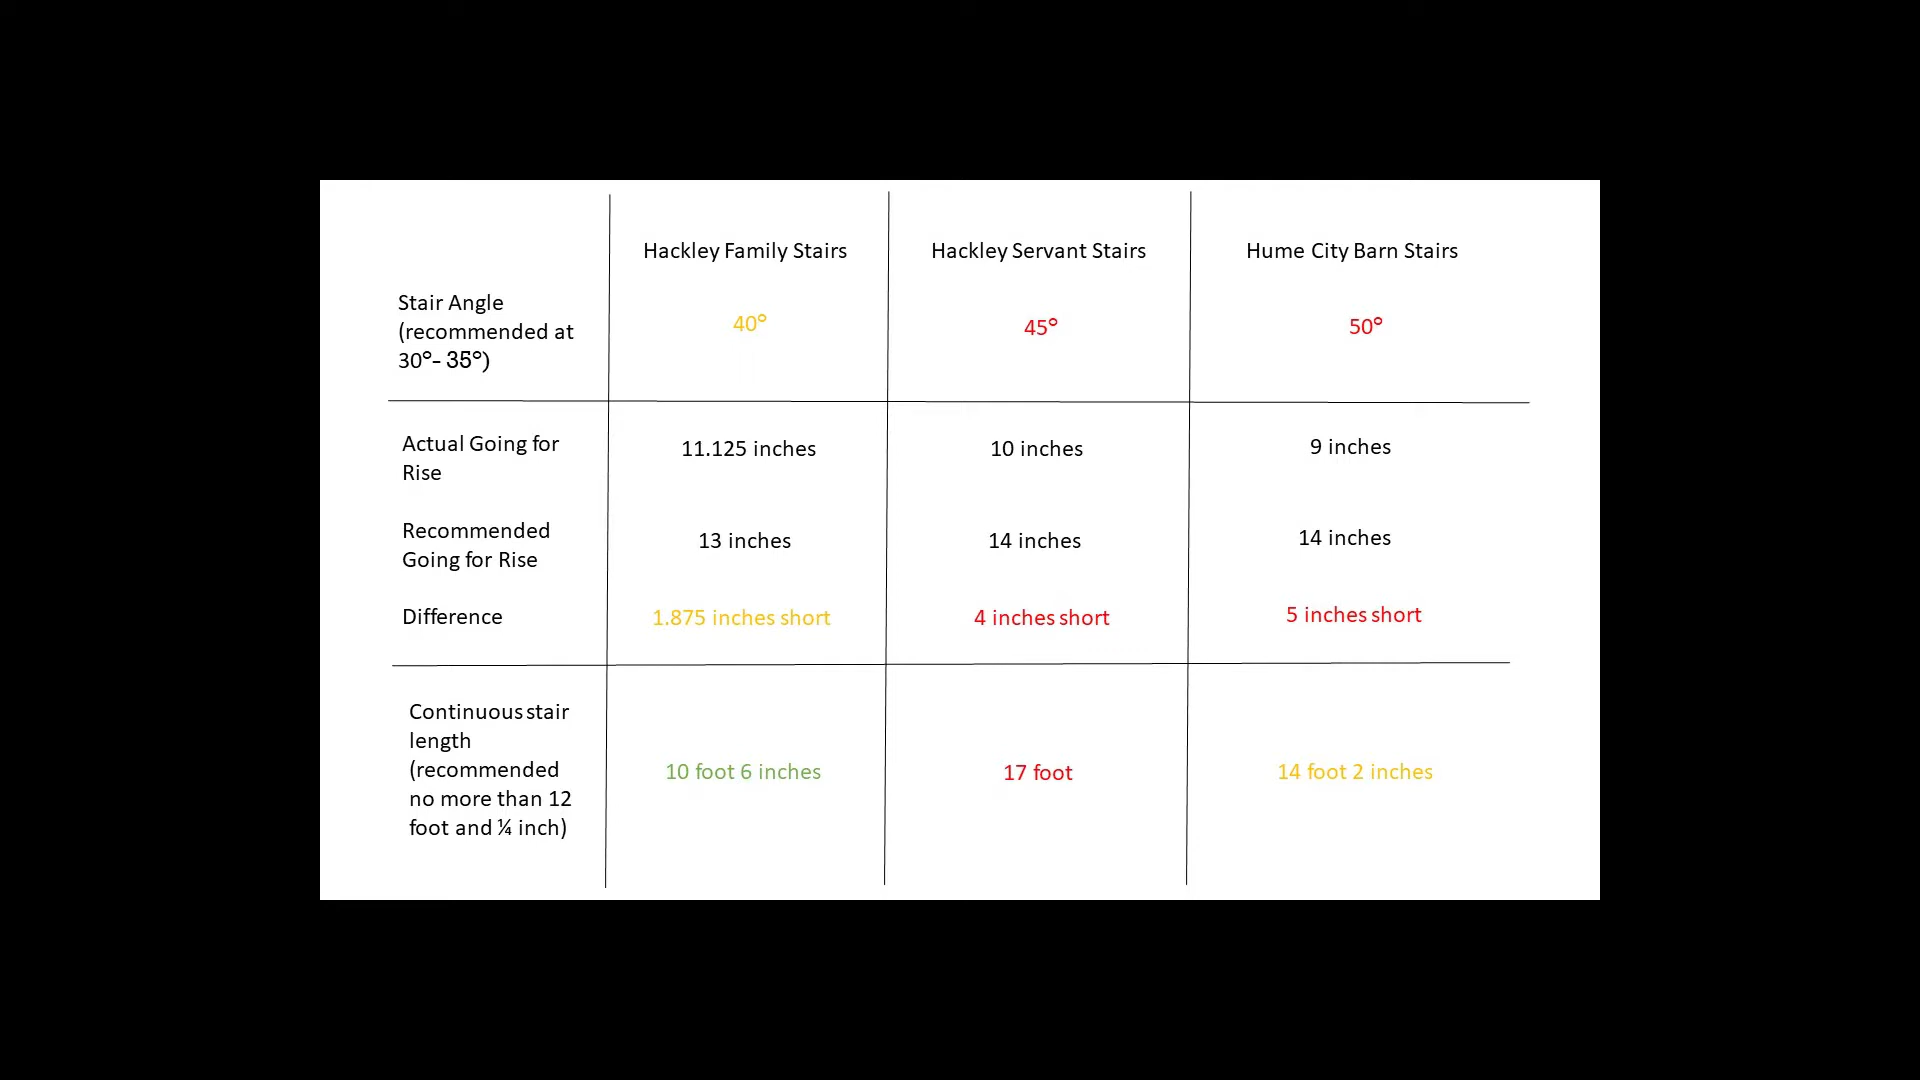 Hackley Family Stairs
Hackley Servant Stairs
Hume City Barn Stairs
Stair Angle
(recommended at
30°- 35°)
40°
45°
50°
Actual Going for
Rise
11.125 inches
10 inches
9 inches
Recommended
Going for Rise
13 inches
14 inches
14 inches
Difference
1.875 inches short
4 inches short
5 inches short
Continuous stair
length
(recommended
no more than 12
foot and ¼ inch)
10 foot 6 inches
17 foot
14 foot 2 inches